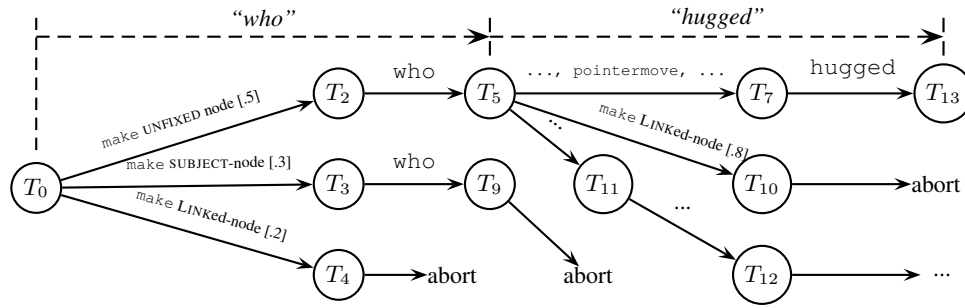 “who” “hugged”
make UNFIXED node [.5] T2 who T5 ..., pointermove, ... T7 hugged T13
... make LINKed-node [.8]
T0 make SUBJECT-node [.3] T3 who T9 T11 T10 abort
make LINKed-node [.2] ...
T4 abort abort T12 ...